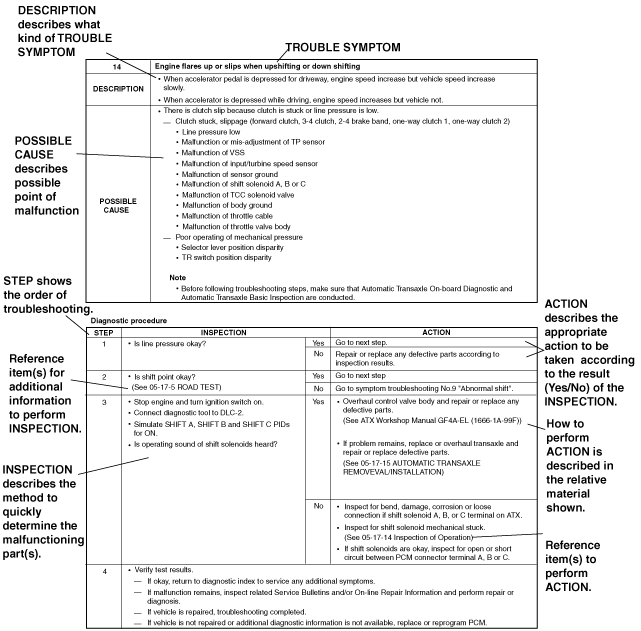 DESCRIPTION
describes what
kind of TROUBLE
SYMPTOM
TROUBLE SYMPTOM
14
Engine flares up or slips when upshifting or down shifting
DESCRIPTION
• When accelerator pedal is depressed for driveway, engine speed increase but vehicle speed increase
slowly.
• When accelerator is depressed while driving, engine speed increases but vehicle not.
POSSIBLE
CAUSE
describes
possible
point of
malfunction
POSSIBLE
CAUSE
• There is clutch slip because clutch is stuck or line pressure is low.
— Clutch stuck, slippage (forward clutch, 3-4 clutch, 2-4 brake band, one-way clutch 1, one-way clutch 2)
• Line pressure low
• Malfunction or mis-adjustment of TP sensor
• Malfunction of VSS
• Malfunction of input/turbine speed sensor
• Malfunction of sensor ground
• Malfunction of shift solenoid A, B or C
• Malfunction of TCC solenoid valve
• Malfunction of body ground
• Malfunction of throttle cable
• Malfunction of throttle valve body
— Poor operating of mechanical pressure
• Selector lever position disparity
• TR switch position disparity
Note
• Before following troubleshooting steps, make sure that Automatic Transaxle On-board Diagnostic and
Automatic Transaxle Basic Inspection are conducted.
STEP shows
the order of
troubleshooting.
Diagnostic procedure
STEP
INSPECTION
ACTION
1
• Is line pressure okay?
Yes
Go to next step.
No
Repair or replace any defective parts according to
inspection results.
2
• Is shift point okay?
(See 05-17-5 ROAD TEST)
Yes
Go to next step
No
Go to symptom troubleshooting No.9 "Abnormal shift".
3
• Stop engine and turn ignition switch on.
• Connect diagnostic tool to DLC-2.
• Simulate SHIFT A, SHIFT B and SHIFT C PIDs
for ON.
• Is operating sound of shift solenoids heard?
Yes
• Overhaul control valve body and repair or replace any
defective parts.
(See ATX Workshop Manual GF4A-EL (1666-1A-99F))
• If problem remains, replace or overhaul transaxle and
repair or replace defective parts.
(See 05-17-15 AUTOMATIC TRANSAXLE
REMOVEVAL/INSTALLATION)
No
• Inspect for bend, damage, corrosion or loose
connection if shift solenoid A, B, or C terminal on ATX.
• Inspect for shift solenoid mechanical stuck.
(See 05-17-14 Inspection of Operation)
• If shift solenoids are okay, inspect for open or short
circuit between PCM connector terminal A, B or C.
4
• Verify test results.
— If okay, return to diagnostic index to service any additional symptoms.
— If malfunction remains, inspect related Service Bulletins and/or On-line Repair Information and perform repair or
diagnosis.
— If vehicle is repaired, troubleshooting completed.
— If vehicle is not repaired or additional diagnostic information is not available, replace or reprogram PCM.
Reference
item(s) for
additional
information
to perform
INSPECTION.
INSPECTION
describes the
method to
quickly
determine the
malfunctioning
part(s).
ACTION
describes the
appropriate
action to be
taken according
to the result
(Yes/No) of the
INSPECTION.
How to
perform
ACTION is
described in
the relative
material
shown.
Reference
item(s) to
perform
ACTION.